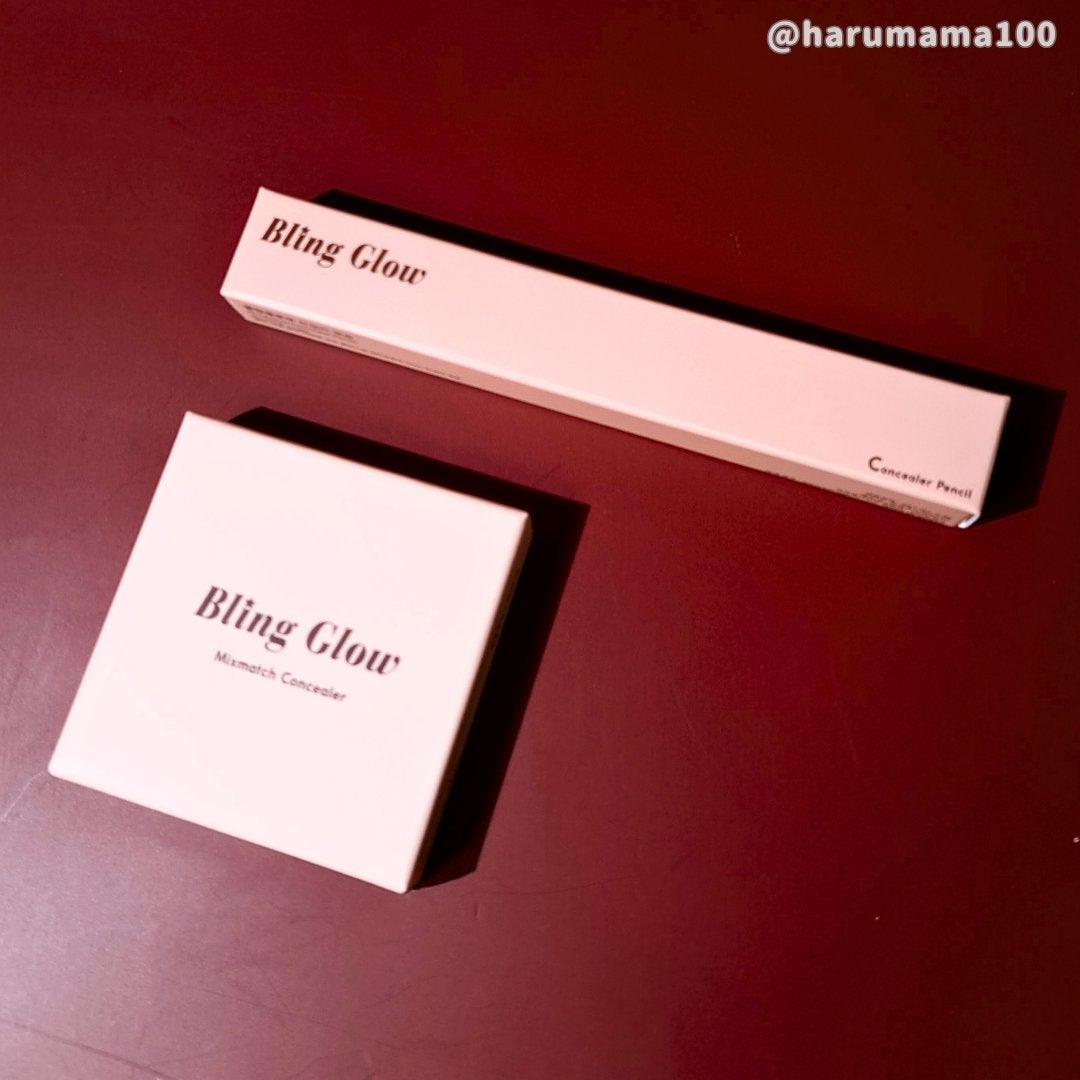 @harumama100
Bling Glow
Concealer Pencil
Bling Glow
Mixmatch Concealer